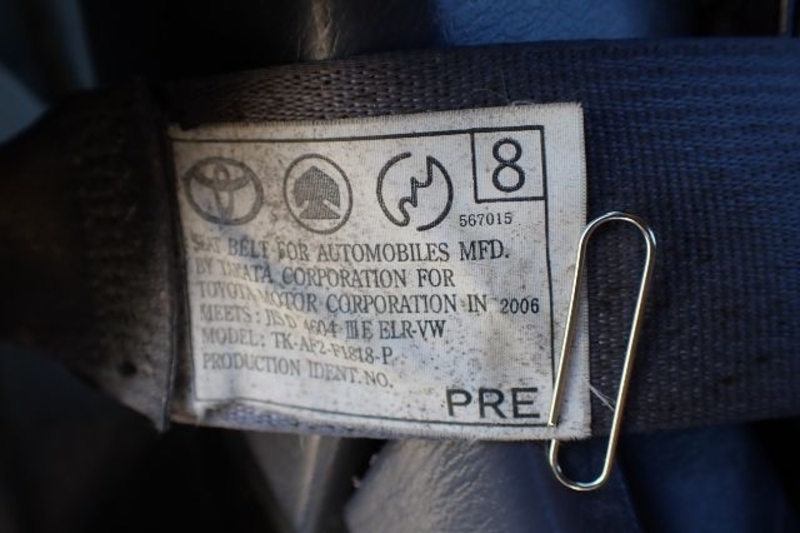 8
567015
SEAT BELT FOR AUTOMOBILES MFD.
BY TAKATA CORPORATION FOR
TOYOTA MOTOR CORPORATION IN 2006
MEETS : JIS D 4604 III E ELR-VW
MODEL: TK-AF2-F1818-P
PRODUCTION IDENT.NO.
PRE